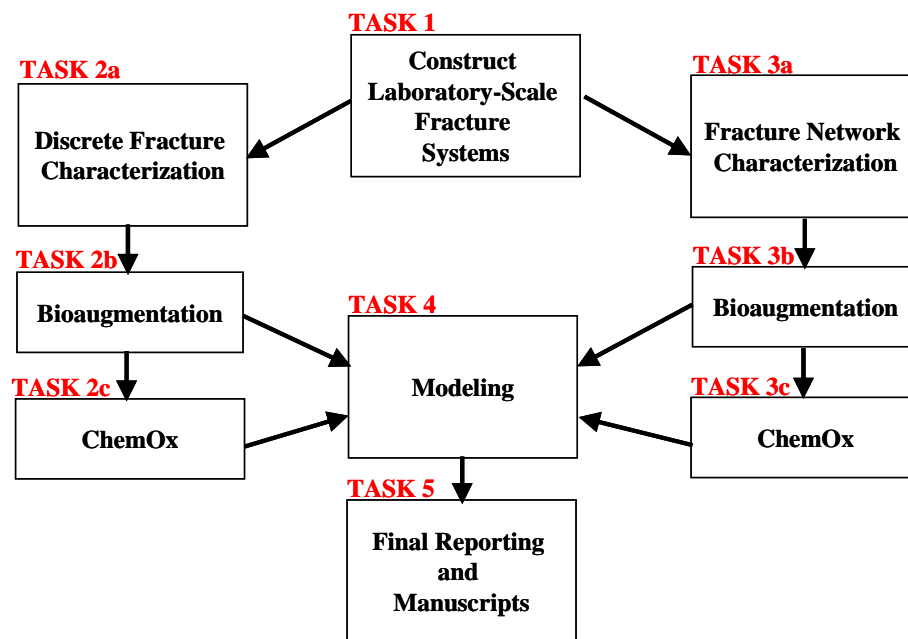 TASK 1
Construct
Laboratory-Scale
Fracture
Systems
TASK 2a
Discrete Fracture
Characterization
TASK 3a
Fracture Network
Characterization
TASK 2b
Bioaugmentation
TASK 3b
Bioaugmentation
TASK 4
Modeling
TASK 2c
ChemOx
TASK 3c
ChemOx
TASK 5
Final Reporting
and
Manuscripts